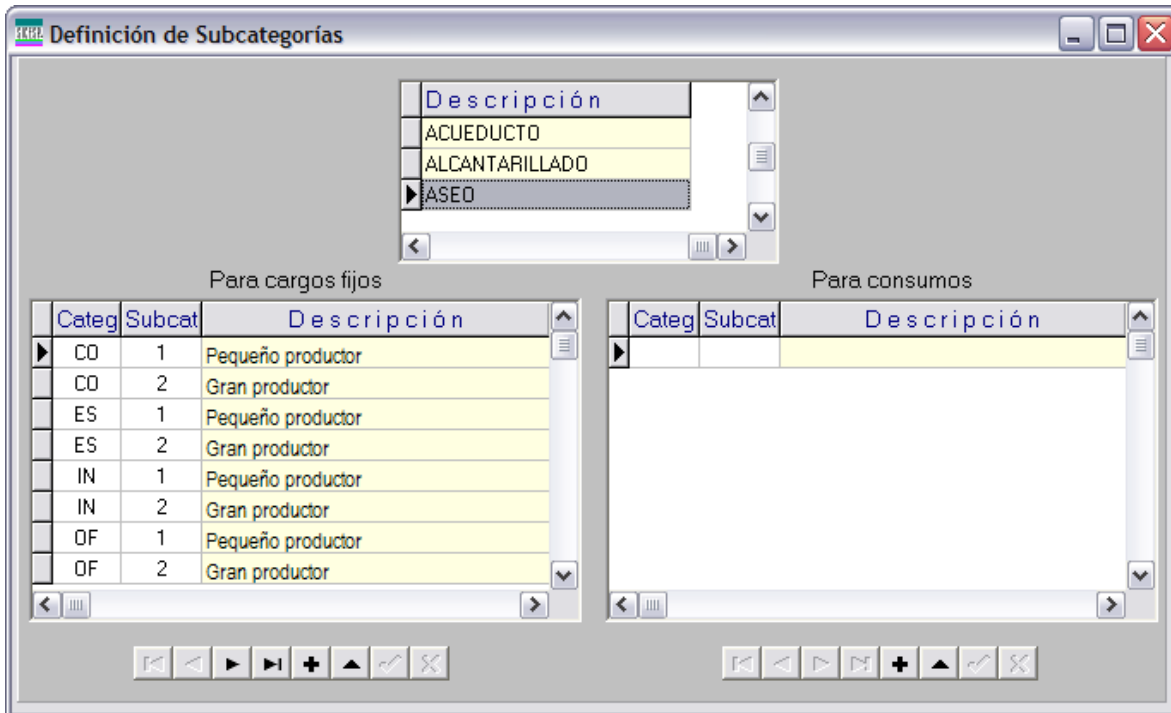 Definición de Subcategorías
Descripción
ACUEDUCTO
ALCANTARILLADO
ASEO
Para cargos fijos
Categ Subcat Descripción
CO 1 Pequeño productor
CO 2 Gran productor
ES 1 Pequeño productor
ES 2 Gran productor
IN 1 Pequeño productor
IN 2 Gran productor
OF 1 Pequeño productor
OF 2 Gran productor
Para consumos
Categ Subcat Descripción